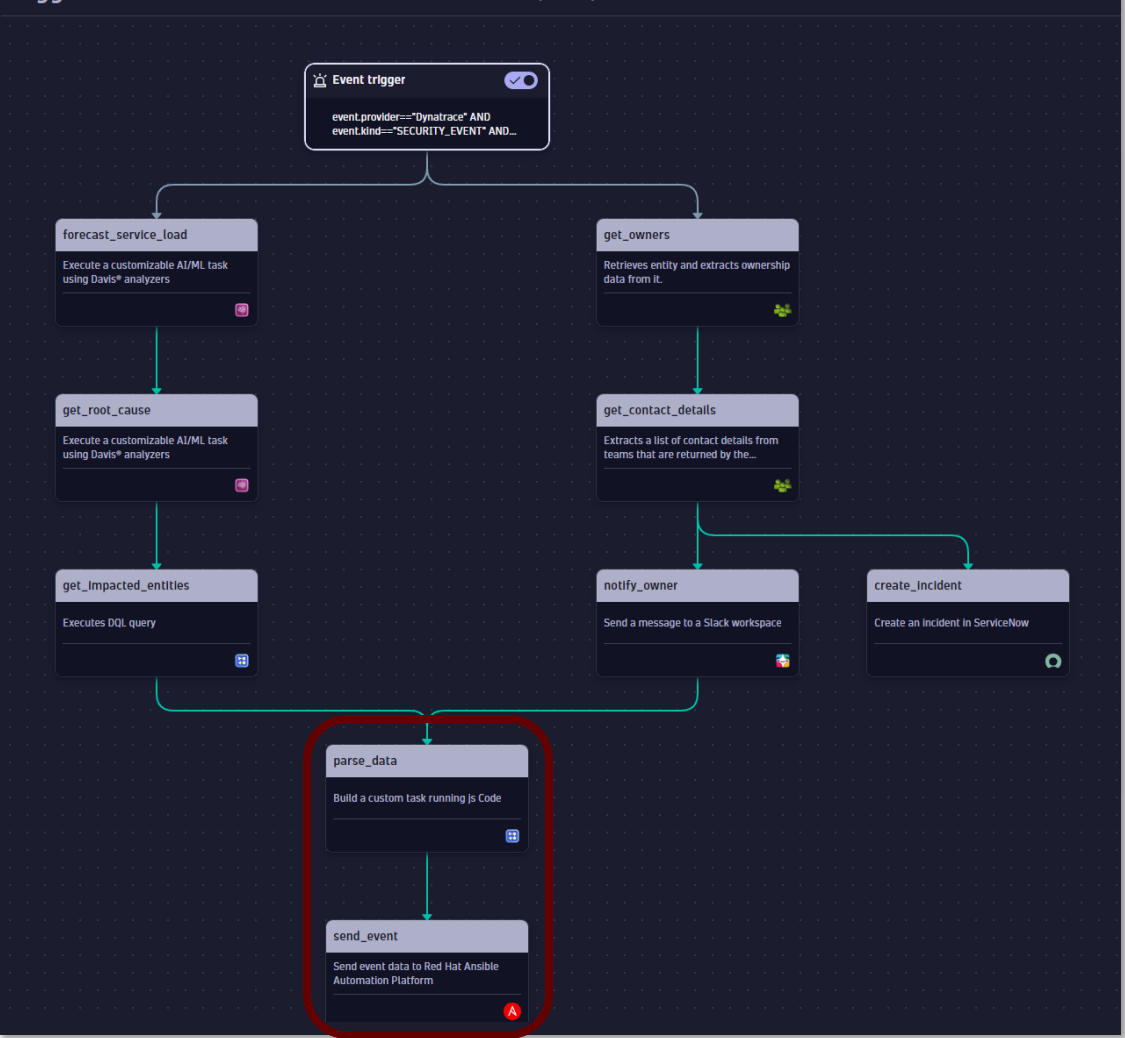 Event trigger
event.provider=="Dynatrace" AND
event.kind=="SECURITY_EVENT" AND...
forecast_service_load
Execute a customizable AI/ML task
using Davis® analyzers
get_owners
Retrieves entity and extracts ownership
data from it.
get_root_cause
Execute a customizable AI/ML task
using Davis® analyzers
get_contact_details
Extracts a list of contact details from
teams that are returned by the...
get_impacted_entities
Executes DQL query
notify_owner
Send a message to a Slack workspace
create_incident
Create an incident in ServiceNow
parse_data
Build a custom task running js Code
send_event
Send event data to Red Hat Ansible
Automation Platform